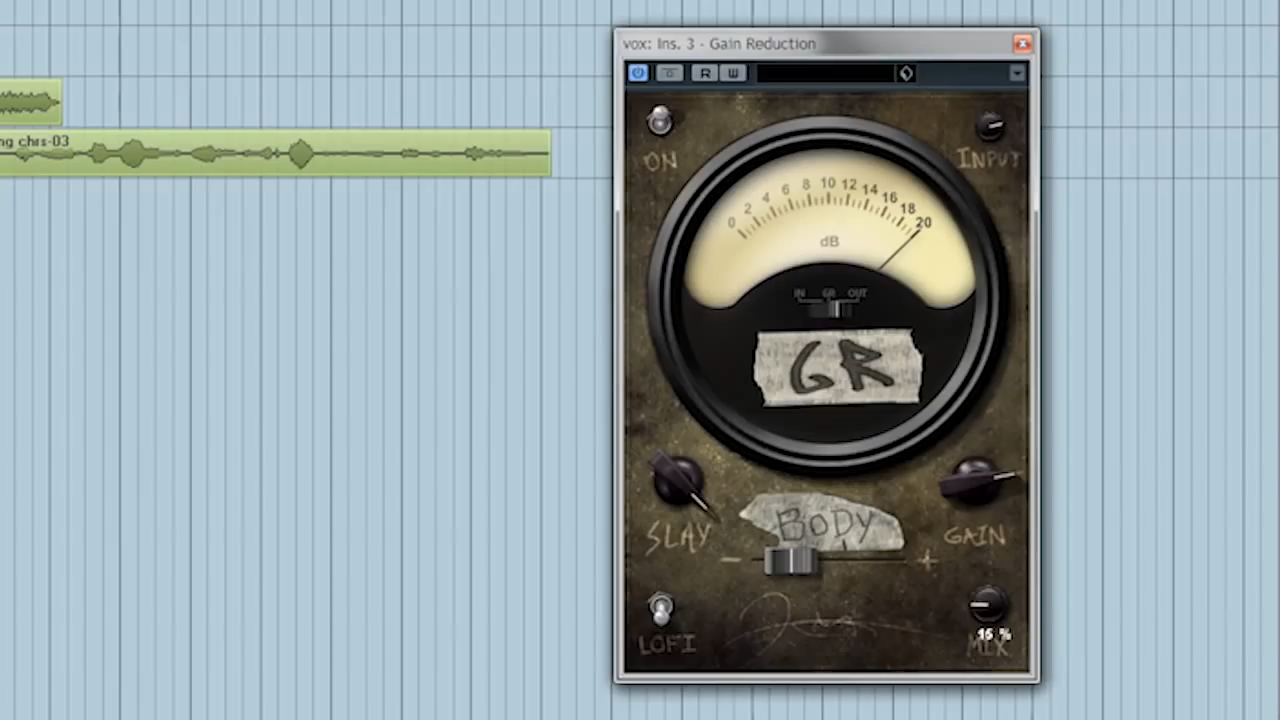 vox: Ins. 3 - Gain Reduction
R W
ng chrs-03
ON
INPUT
0 2 4 6 8 10 12 14 16 18 20
dB
IN GR OUT
GR
SLAY
BODY
GAIN
- +
LOFI
16 %
MIX